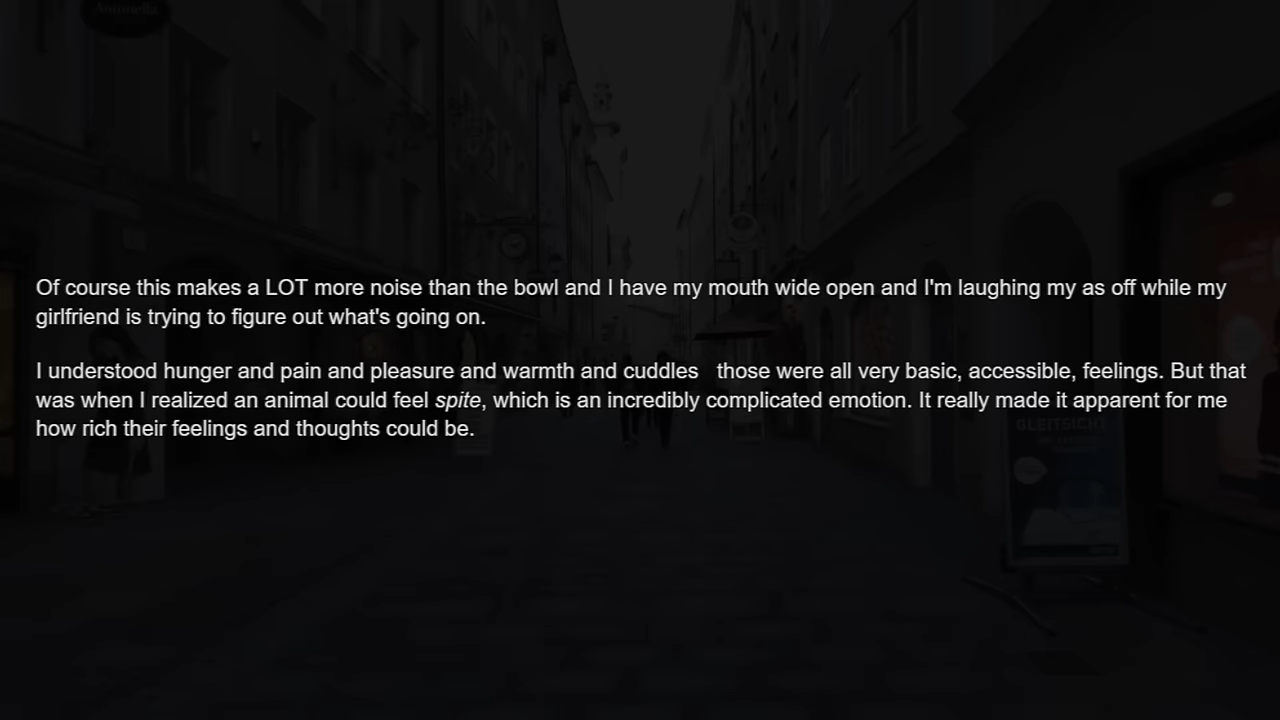 Antonella
Of course this makes a LOT more noise than the bowl and I have my mouth wide open and I'm laughing my as off while my
girlfriend is trying to figure out what's going on.
I understood hunger and pain and pleasure and warmth and cuddles   those were all very basic, accessible, feelings. But that
was when I realized an animal could feel spite, which is an incredibly complicated emotion. It really made it apparent for me
how rich their feelings and thoughts could be.
GLEITSICHT